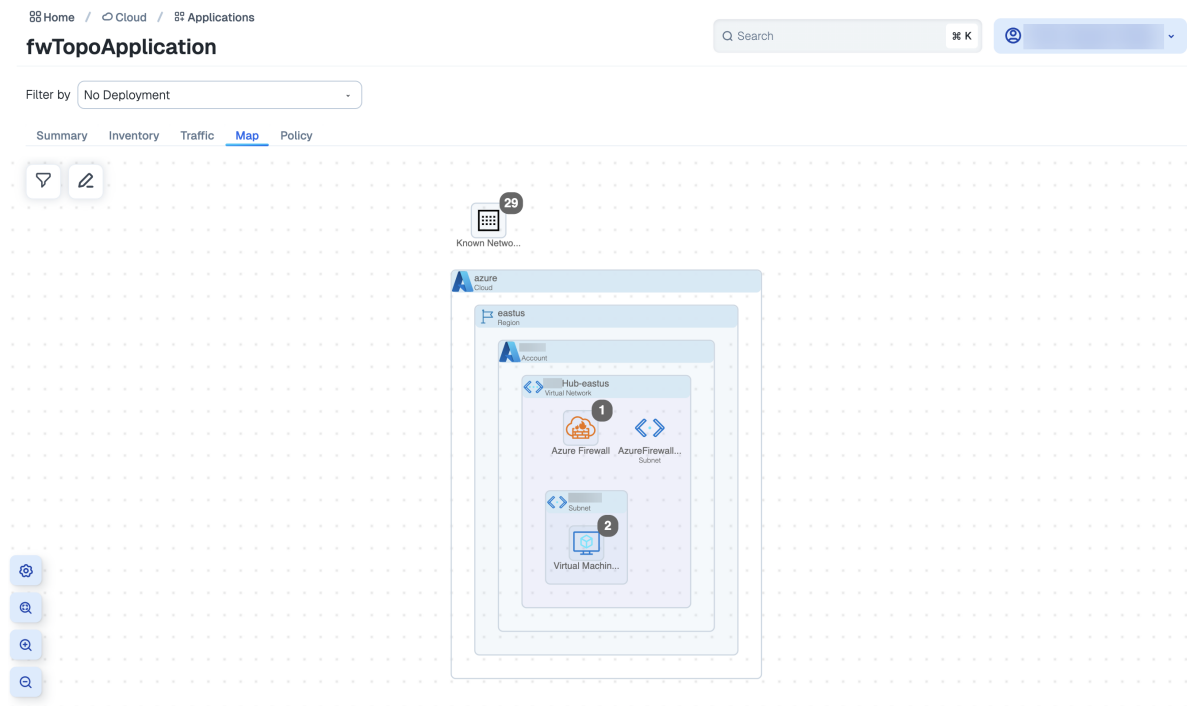 Home / Cloud / Applications
fwTopoApplication
Search
⌘ K
Filter by No Deployment
Summary Inventory Traffic Map Policy
29
Known Netwo...
azure
Cloud
eastus
Region
Account
Hub-eastus
Virtual Network
1
Azure Firewall
AzureFirewall...
Subnet
Subnet
2
Virtual Machin...